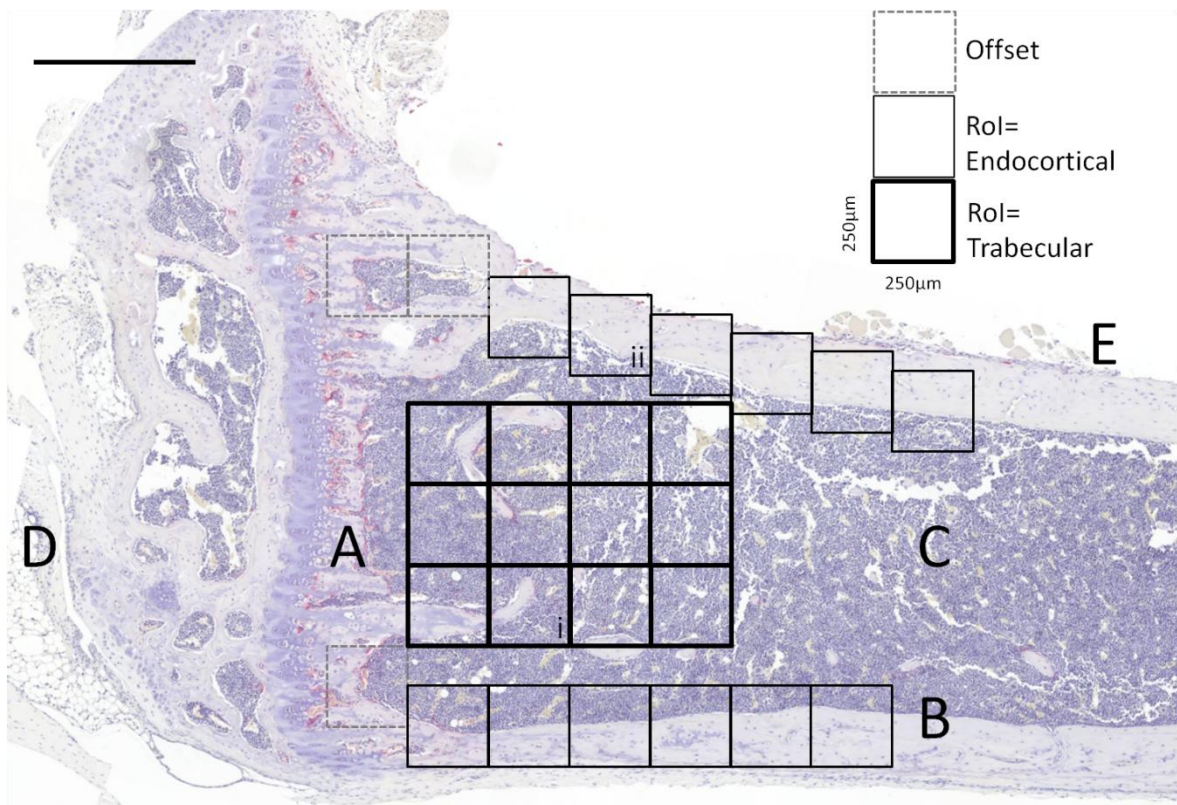 Offset
RoI=
Endocortical
RoI=
Trabecular
250µm
250µm
E
ii
D
A
C
i
B